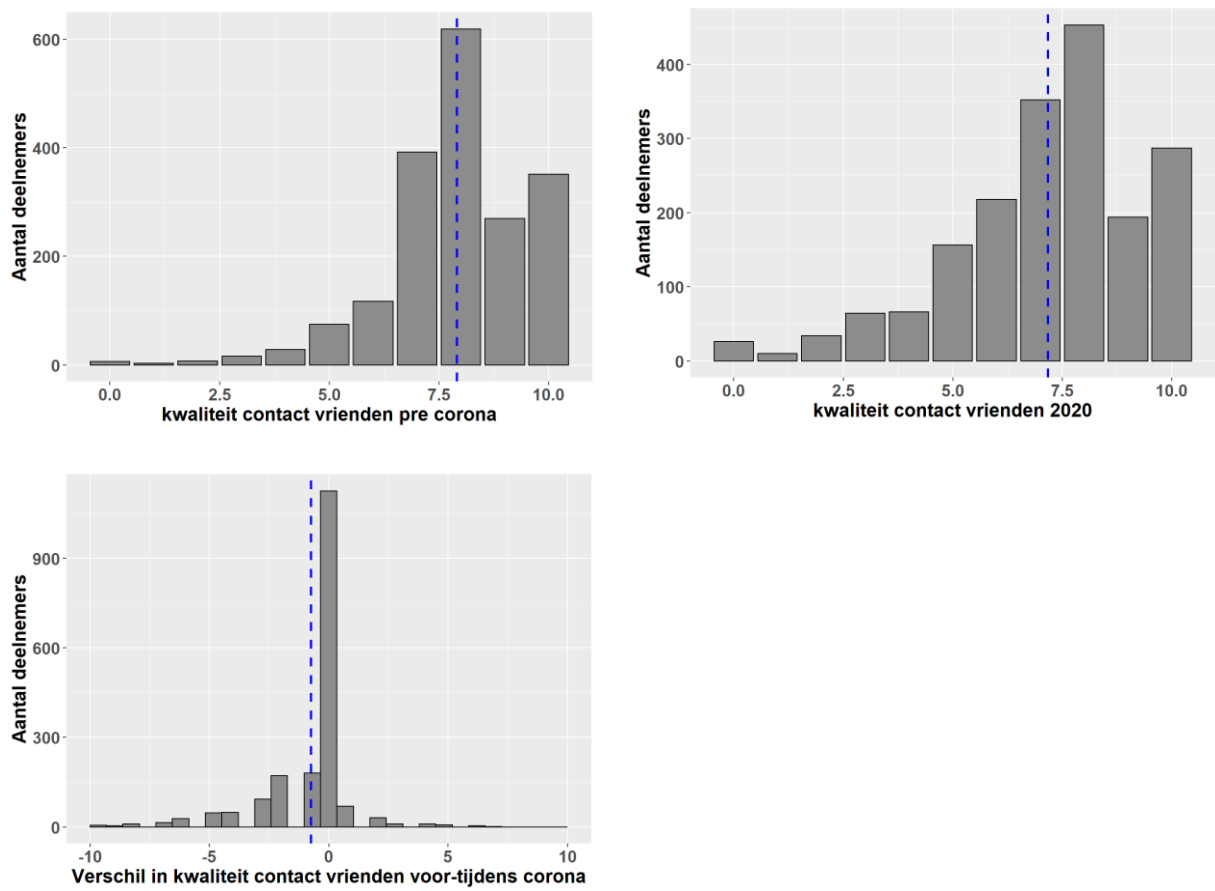 600
400
200
0
Aantal deelnemers
0.0 2.5 5.0 7.5 10.0
kwaliteit contact vrienden pre corona
400
300
200
100
0
Aantal deelnemers
0.0 2.5 5.0 7.5 10.0
kwaliteit contact vrienden 2020
900
600
300
0
Aantal deelnemers
-10 -5 0 5 10
Verschil in kwaliteit contact vrienden voor-tijdens corona